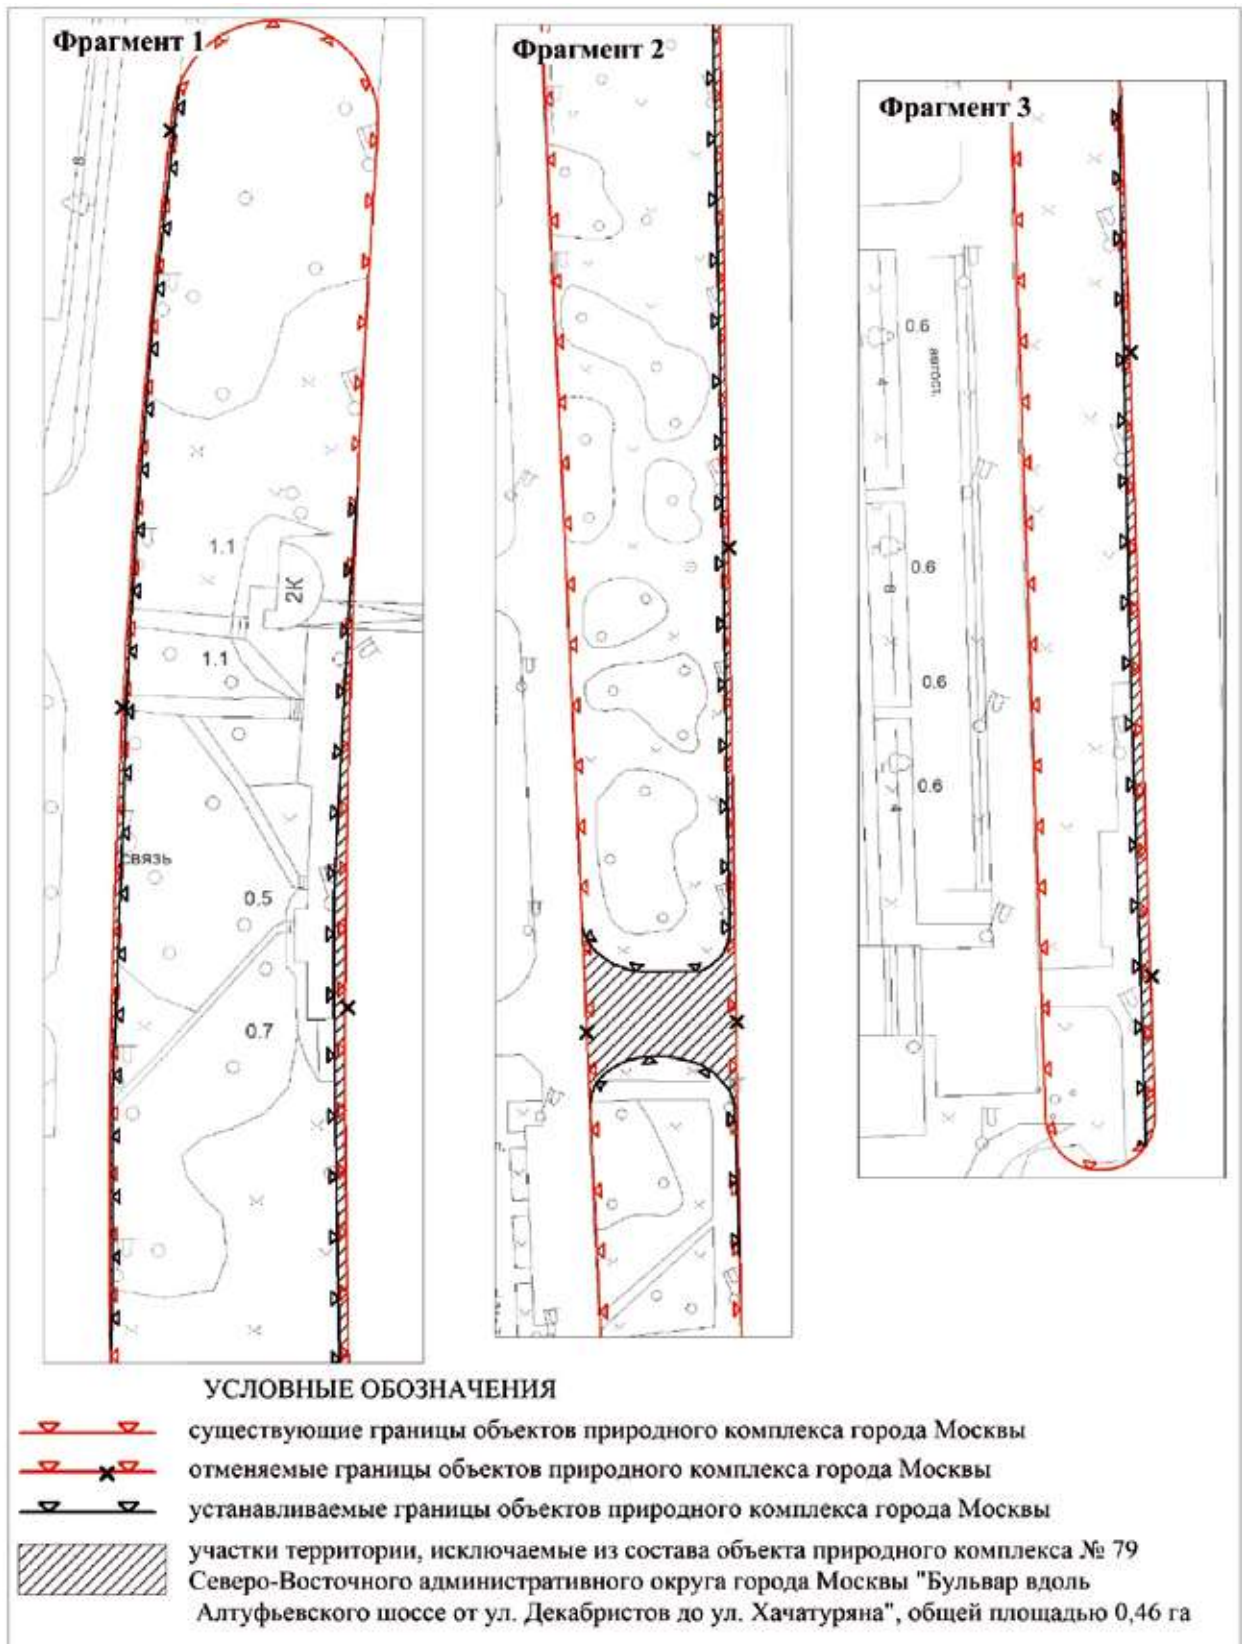 Фрагмент 1
Фрагмент 2
Фрагмент 3
8
1.1
2К
1.1
связь
0.5
0.7
0.6
автост.
4
0.6
8
0.6
0.6
4
УСЛОВНЫЕ ОБОЗНАЧЕНИЯ
существующие границы объектов природного комплекса города Москвы
отменяемые границы объектов природного комплекса города Москвы
устанавливаемые границы объектов природного комплекса города Москвы
участки территории, исключаемые из состава объекта природного комплекса № 79
Северо-Восточного административного округа города Москвы "Бульвар вдоль
Алтуфьевского шоссе от ул. Декабристов до ул. Хачатуряна", общей площадью 0,46 га